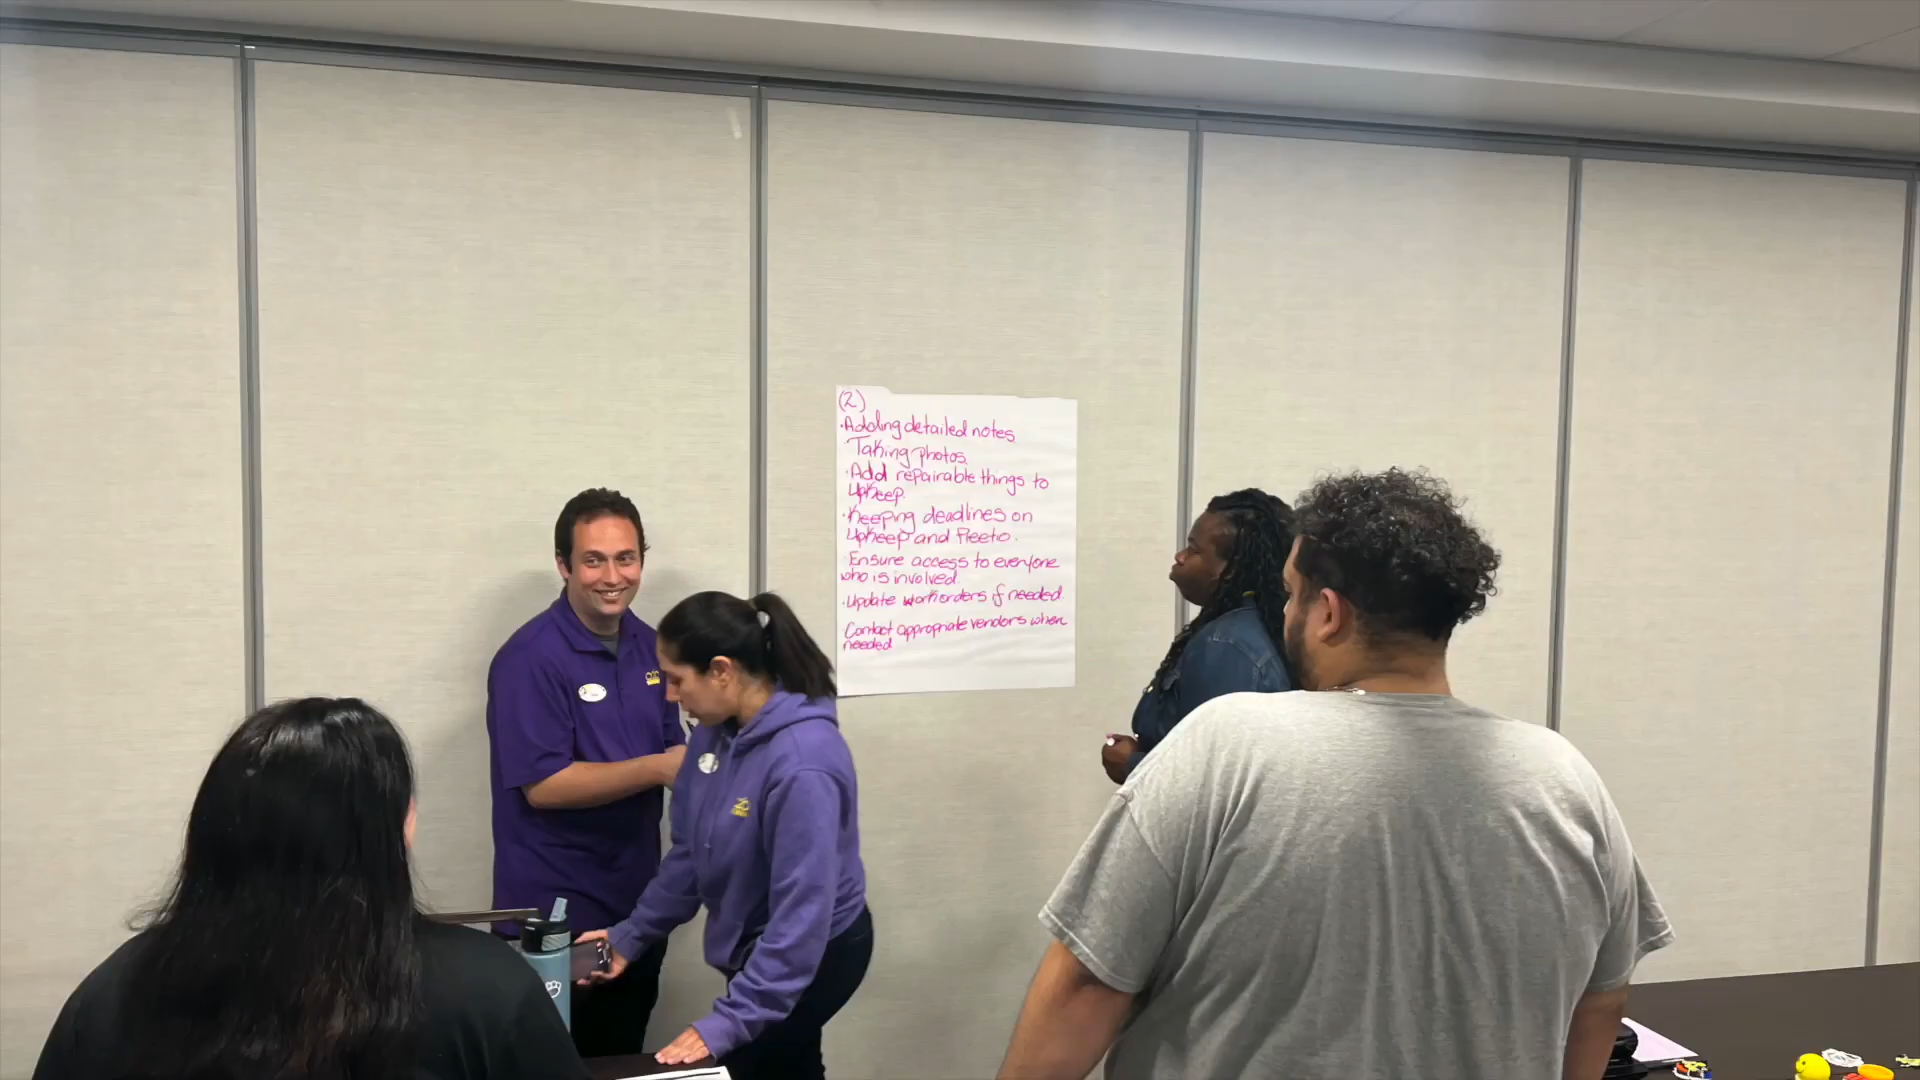 (2)
·Adding detailed notes.
·Taking photos.
·Add repairable things to
Upkeep.
·Keeping deadlines on
Upkeep and Fleetio.
·Ensure access to everyone
who is involved.
·Update workorders if needed.
Contact appropriate vendors when
needed